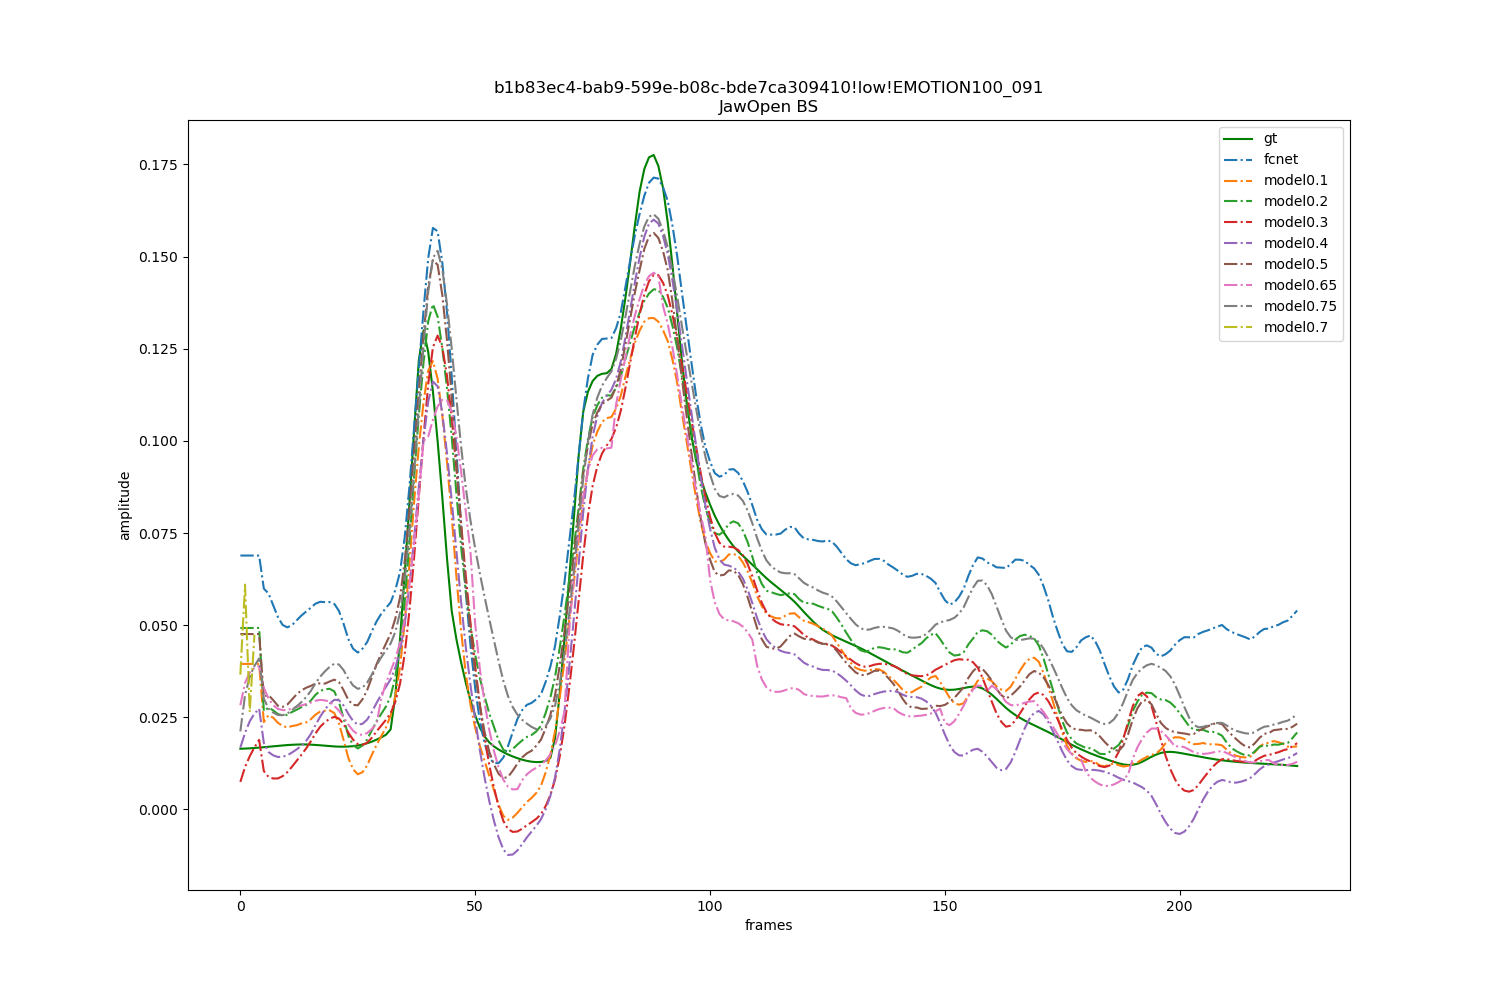 b1b83ec4-bab9-599e-b08c-bde7ca309410!low!EMOTION100_091
JawOpen BS
gt
fcnet
model0.1
model0.2
model0.3
model0.4
model0.5
model0.65
model0.75
model0.7
0.175
0.150
0.125
0.100
0.075
0.050
0.025
0.000
amplitude
0
50
100
150
200
frames